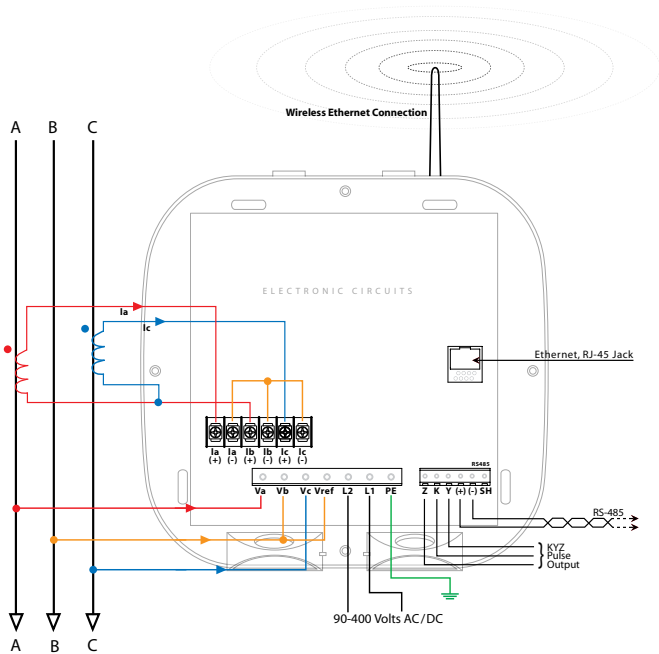 Wireless Ethernet Connection
A B C
ELECTRONIC CIRCUITS
Ia
Ic
Ethernet, RJ-45 Jack
Ia Ia Ib Ib Ic Ic
(+) (-) (+) (-) (+) (-)
RS485
Va Vb Vc Vref L2 L1 PE
Z K Y (+) (-) SH
RS-485
KYZ
Pulse
Output
90-400 Volts AC/DC
A B C